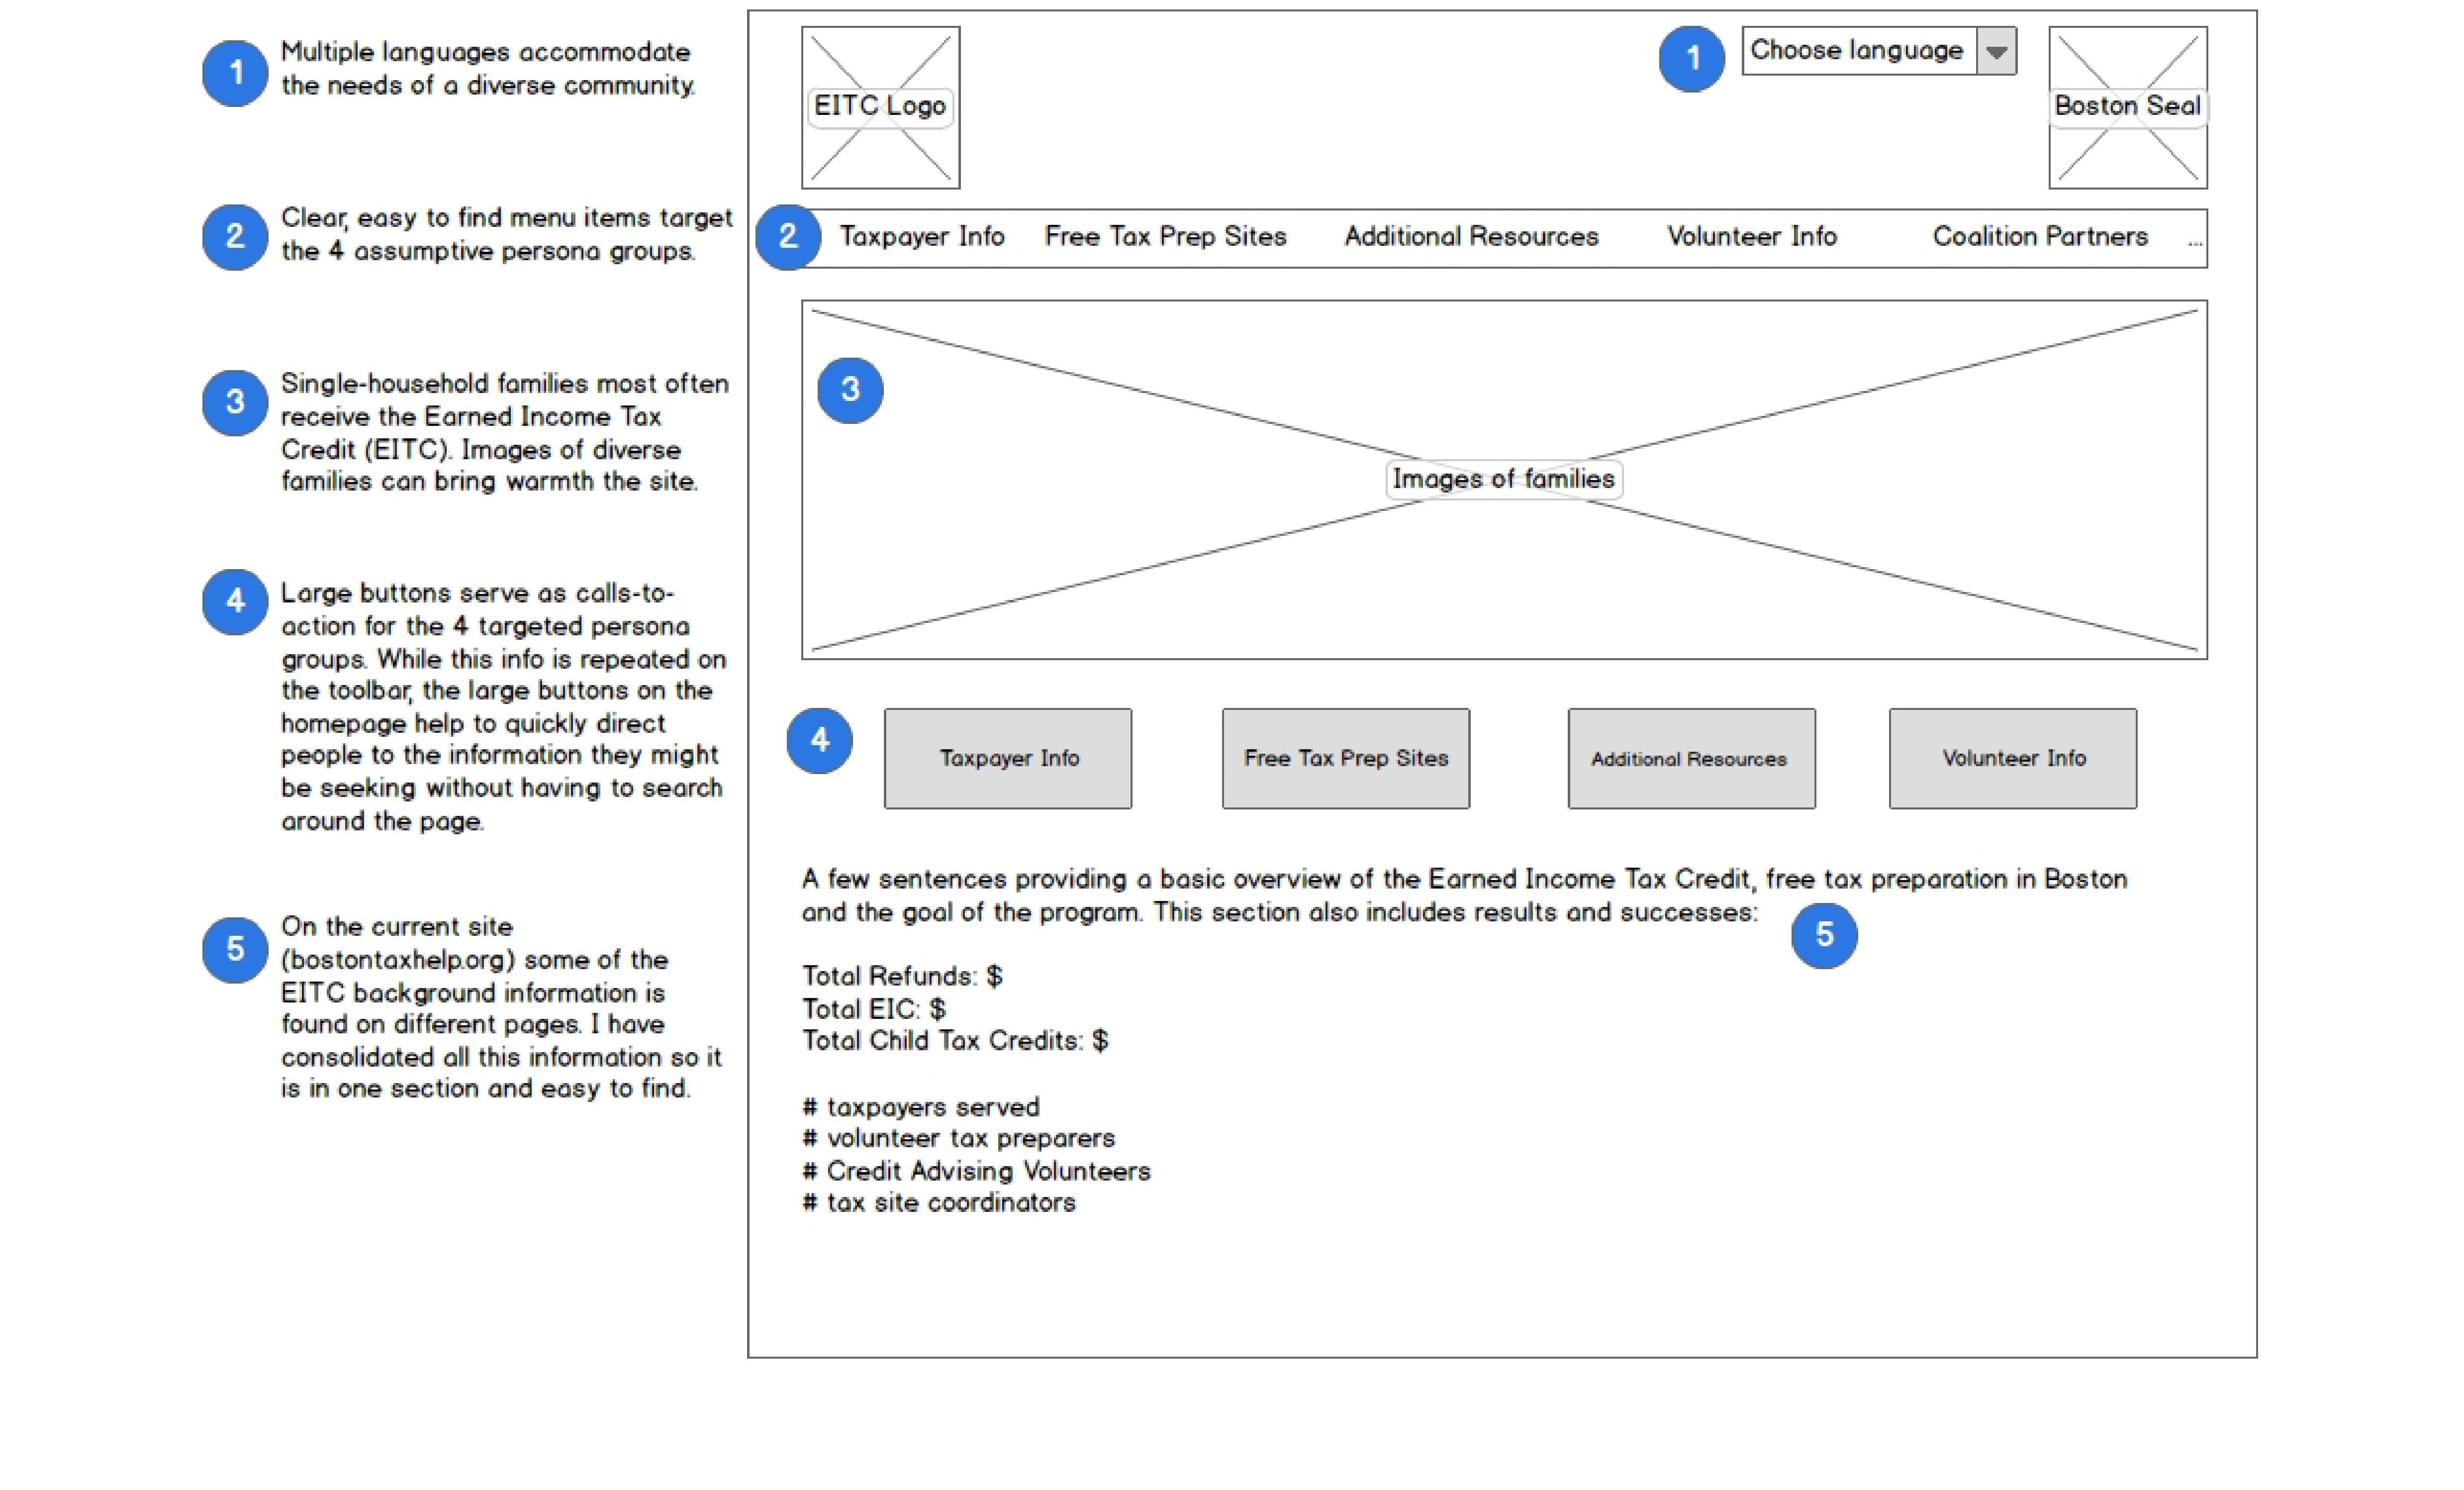 1
Multiple languages accommodate
the needs of a diverse community.
2
Clear, easy to find menu items target
the 4 assumptive persona groups.
3
Single-household families most often
receive the Earned Income Tax
Credit (EITC). Images of diverse
families can bring warmth the site.
4
Large buttons serve as calls-to-
action for the 4 targeted persona
groups. While this info is repeated on
the toolbar, the large buttons on the
homepage help to quickly direct
people to the information they might
be seeking without having to search
around the page.
5
On the current site
(bostontaxhelp.org) some of the
EITC background information is
found on different pages. I have
consolidated all this information so it
is in one section and easy to find.
EITC Logo
1
Choose language
Boston Seal
2
Taxpayer Info Free Tax Prep Sites Additional Resources Volunteer Info Coalition Partners ...
3
Images of families
4
Taxpayer Info
Free Tax Prep Sites
Additional Resources
Volunteer Info
A few sentences providing a basic overview of the Earned Income Tax Credit, free tax preparation in Boston
and the goal of the program. This section also includes results and successes:
5
Total Refunds: $
Total EIC: $
Total Child Tax Credits: $
# taxpayers served
# volunteer tax preparers
# Credit Advising Volunteers
# tax site coordinators